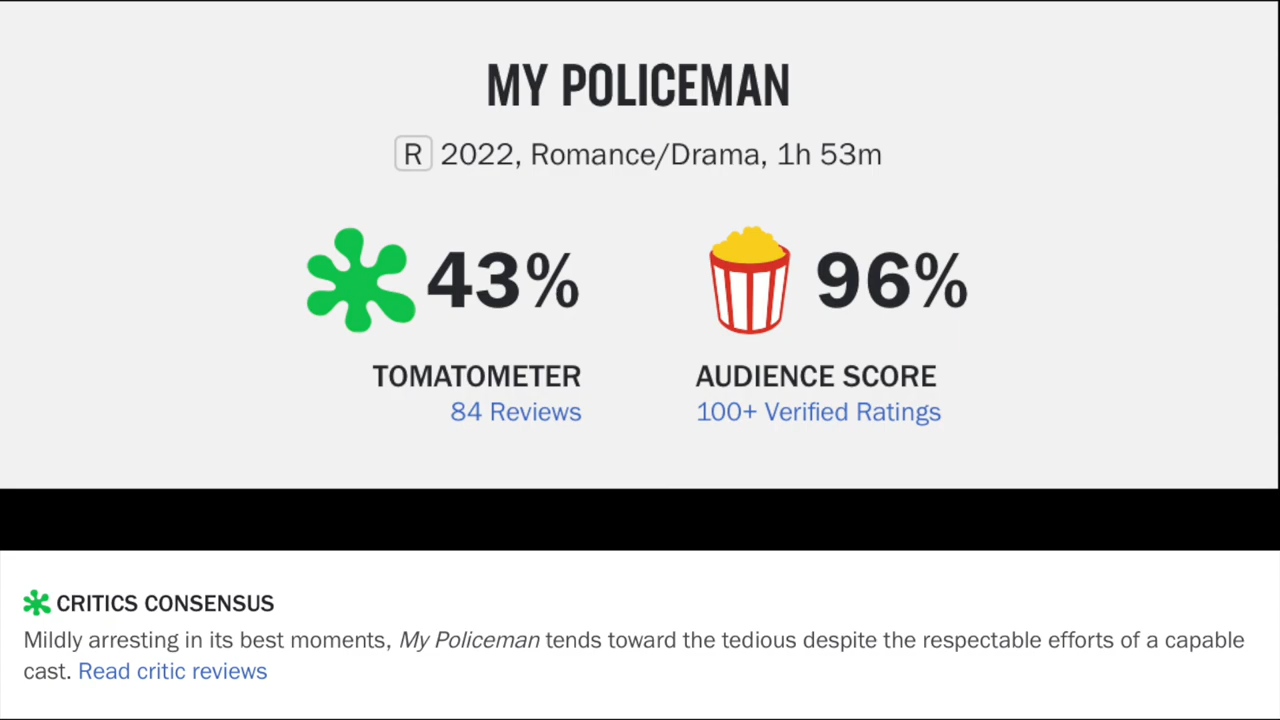 MY POLICEMAN
R 2022, Romance/Drama, 1h 53m
43% 96%
TOMATOMETER AUDIENCE SCORE
84 Reviews 100+ Verified Ratings
CRITICS CONSENSUS
Mildly arresting in its best moments, My Policeman tends toward the tedious despite the respectable efforts of a capable
cast. Read critic reviews